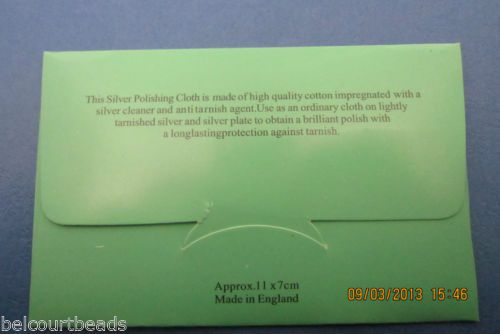 This Silver Polishing Cloth is made of high quality cotton impregnated with a
silver cleaner and anti tarnish agent.Use as an ordinary cloth on lightly
tarnished silver and silver plate to obtain a brilliant polish with
a longlastingprotection against tarnish.
Approx.11 x7cm
Made in England
09/03/2013 15:46
belcourtbeads